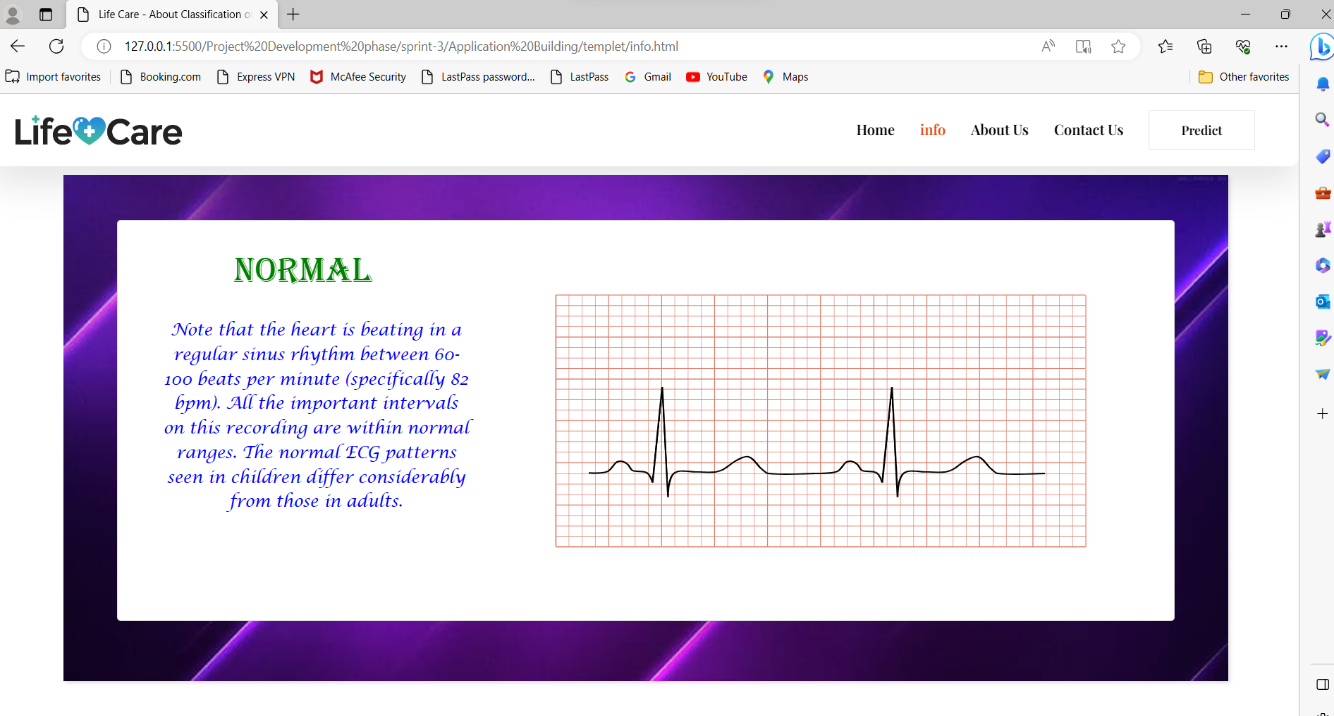 Life Care - About Classification o
127.0.0.1:5500/Project%20Development%20phase/sprint-3/Application%20Building/templet/info.html
Import favorites Booking.com Express VPN McAfee Security LastPass password... LastPass Gmail YouTube Maps Other favorites
Life Care Home info About Us Contact Us Predict
NORMAL
Note that the heart is beating in a
regular sinus rhythm between 60-
100 beats per minute (specifically 82
bpm). All the important intervals
on this recording are within normal
ranges. The normal ECG patterns
seen in children differ considerably
from those in adults.